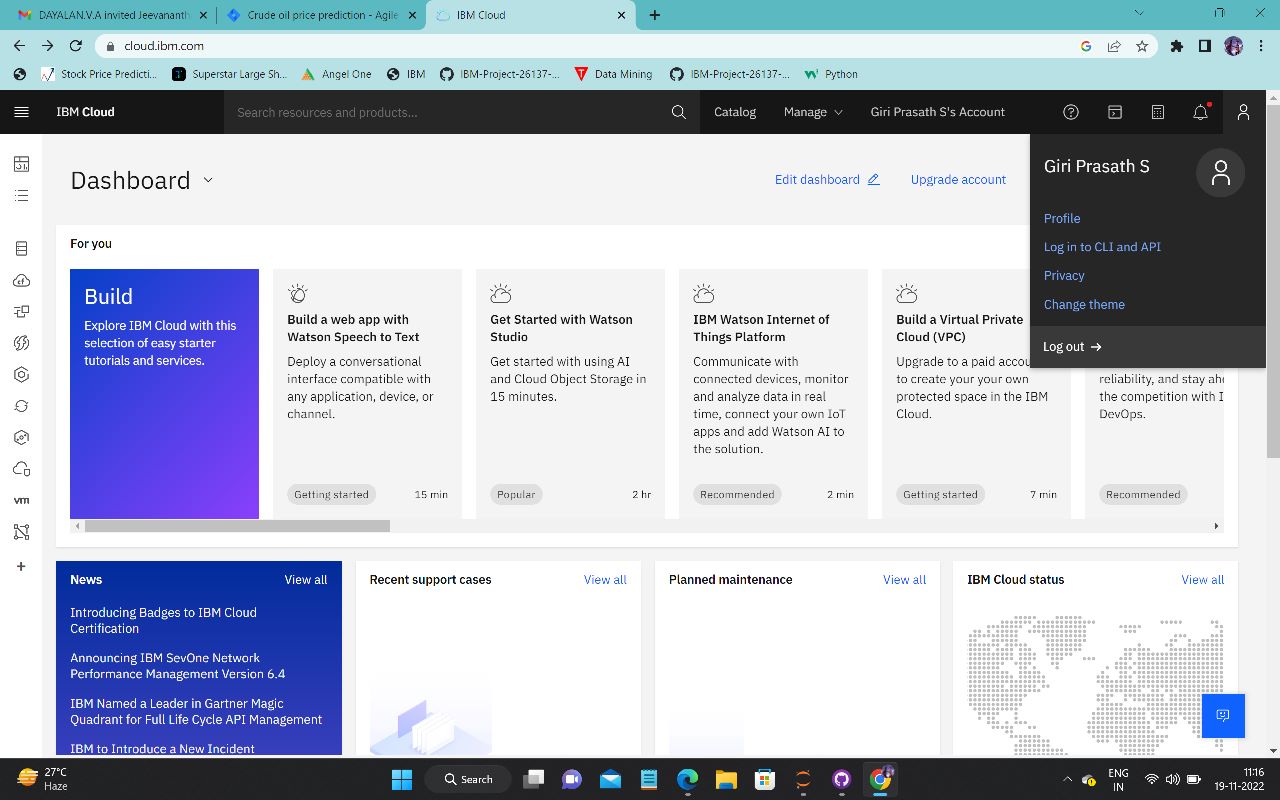 DAYALAN.V.A invited Jeevananth
Crude oil price prediction - Agile
IBM Cloud
cloud.ibm.com
Stock Price Predicti...
Superstar Large Sh...
Angel One
IBM
IBM-Project-26137-...
Data Mining
IBM-Project-26137-...
Python
IBM Cloud
Search resources and products...
Catalog
Manage
Giri Prasath S's Account
Dashboard
Edit dashboard
Upgrade account
Giri Prasath S
Profile
Log in to CLI and API
Privacy
Change theme
Log out →
For you
Build
Explore IBM Cloud with this
selection of easy starter
tutorials and services.
Build a web app with
Watson Speech to Text
Deploy a conversational
interface compatible with
any application, device, or
channel.
Getting started
15 min
Get Started with Watson
Studio
Get started with using AI
and Cloud Object Storage in
15 minutes.
Popular
2 hr
IBM Watson Internet of
Things Platform
Communicate with
connected devices, monitor
and analyze data in real
time, connect your own IoT
apps and add Watson AI to
the solution.
Recommended
2 min
Build a Virtual Private
Cloud (VPC)
Upgrade to a paid accou
to create your your own
protected space in the IBM
Cloud.
Getting started
7 min
reliability, and stay ahe
the competition with I
DevOps.
Recommended
vm
News
View all
Introducing Badges to IBM Cloud
Certification
Announcing IBM SevOne Network
Performance Management Version 6.4
IBM Named a Leader in Gartner Magic
Quadrant for Full Life Cycle API Management
IBM to Introduce a New Incident
Recent support cases
View all
Planned maintenance
View all
IBM Cloud status
View all
27°C
Haze
Search
ENG
IN
11:16
19-11-2022